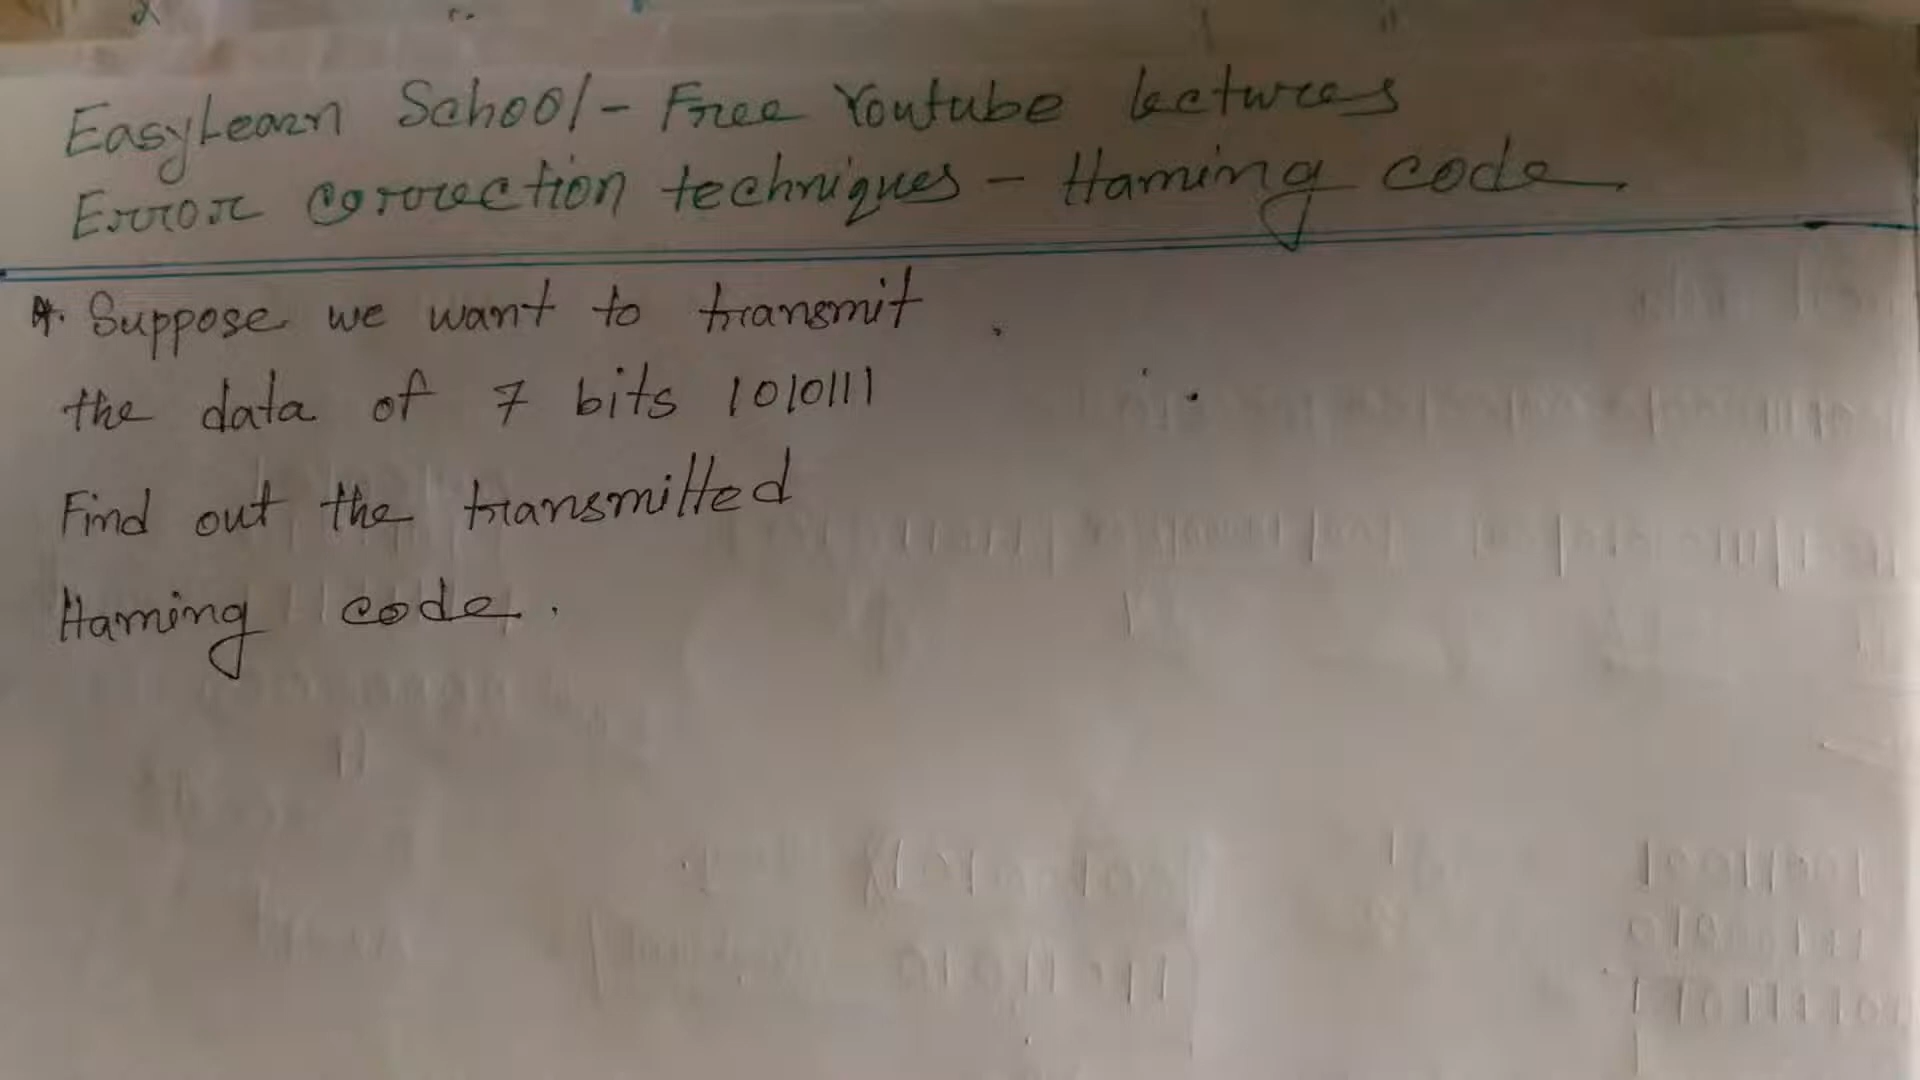 EasyLearn School - Free Youtube lectures
Error correction techniques - Haming code.
*. Suppose we want to transmit
the data of 7 bits 1010111
Find out the transmitted
Haming code.